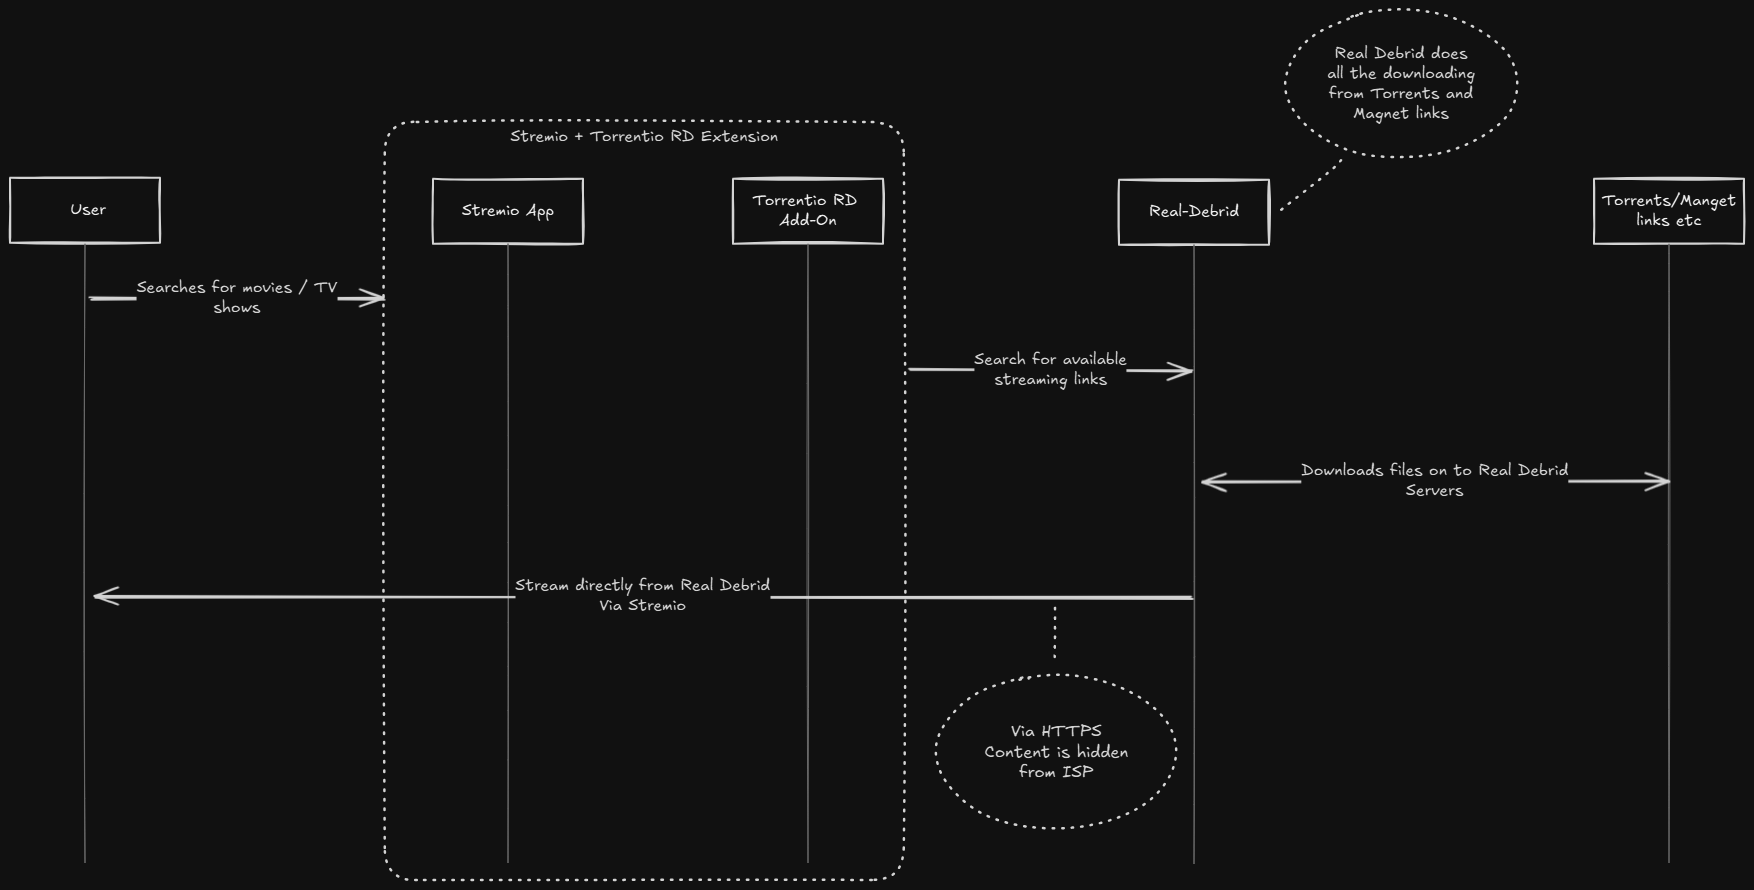 Real Debrid does
all the downloading
from Torrents and
Magnet links
Stremio + Torrentio RD Extension
User
Stremio App
Torrentio RD
Add-On
Real-Debrid
Torrents/Manget
links etc
Searches for movies / TV
shows
Search for available
streaming links
Downloads files on to Real Debrid
Servers
Stream directly from Real Debrid
Via Stremio
Via HTTPS
Content is hidden
from ISP